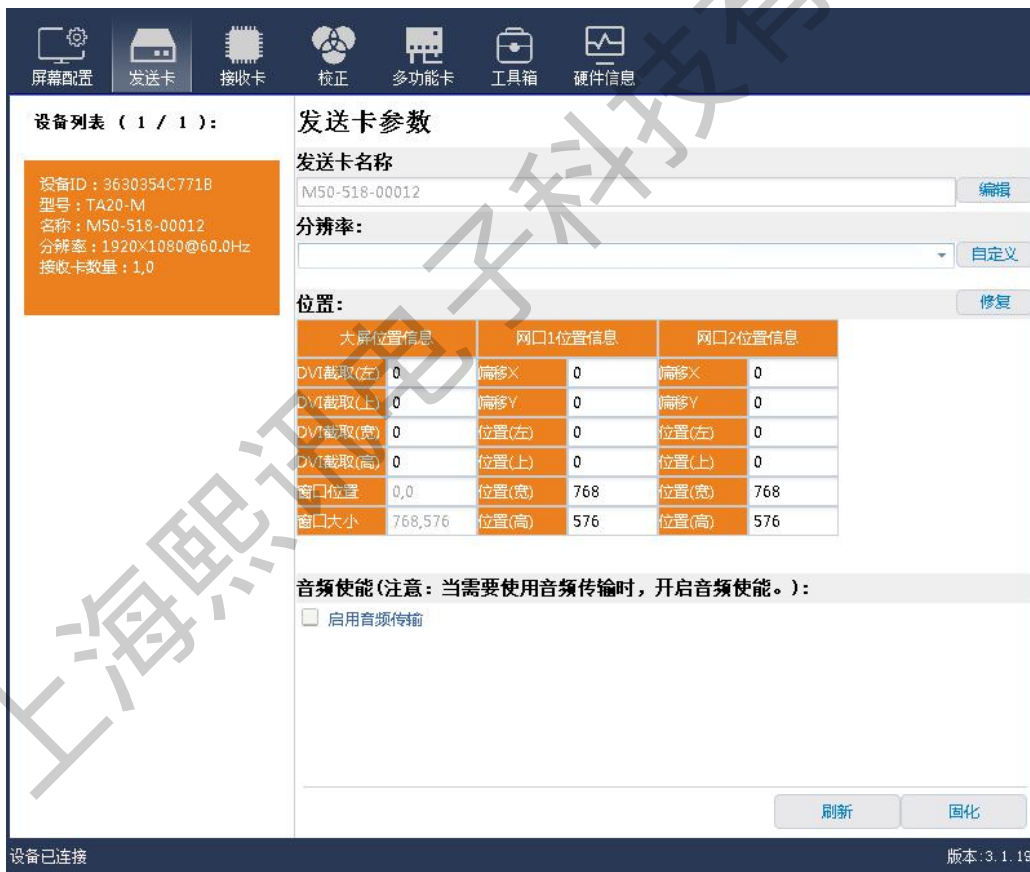 屏幕配置 发送卡 接收卡 校正 多功能卡 工具箱 硬件信息
设备列表 ( 1 / 1 ):
设备ID:3630354C771B
型号:TA20-M
名称:M50-518-00012
分辨率:1920×1080@60.0Hz
接收卡数量:1,0
发送卡参数
发送卡名称
M50-518-00012 编辑
分辨率:
自定义
位置: 修复
大屏位置信息 网口1位置信息 网口2位置信息
DVI截取(左) 0 偏移X 0 偏移X 0
DVI截取(上) 0 偏移Y 0 偏移Y 0
DVI截取(宽) 0 位置(左) 0 位置(左) 0
DVI截取(高) 0 位置(上) 0 位置(上) 0
窗口位置 0,0 位置(宽) 768 位置(宽) 768
窗口大小 768,576 位置(高) 576 位置(高) 576
音频使能(注意: 当需要使用音频传输时, 开启音频使能。):
启用音频传输
刷新 固化
设备已连接 版本:3.1.19
上海熙讯电子科技有